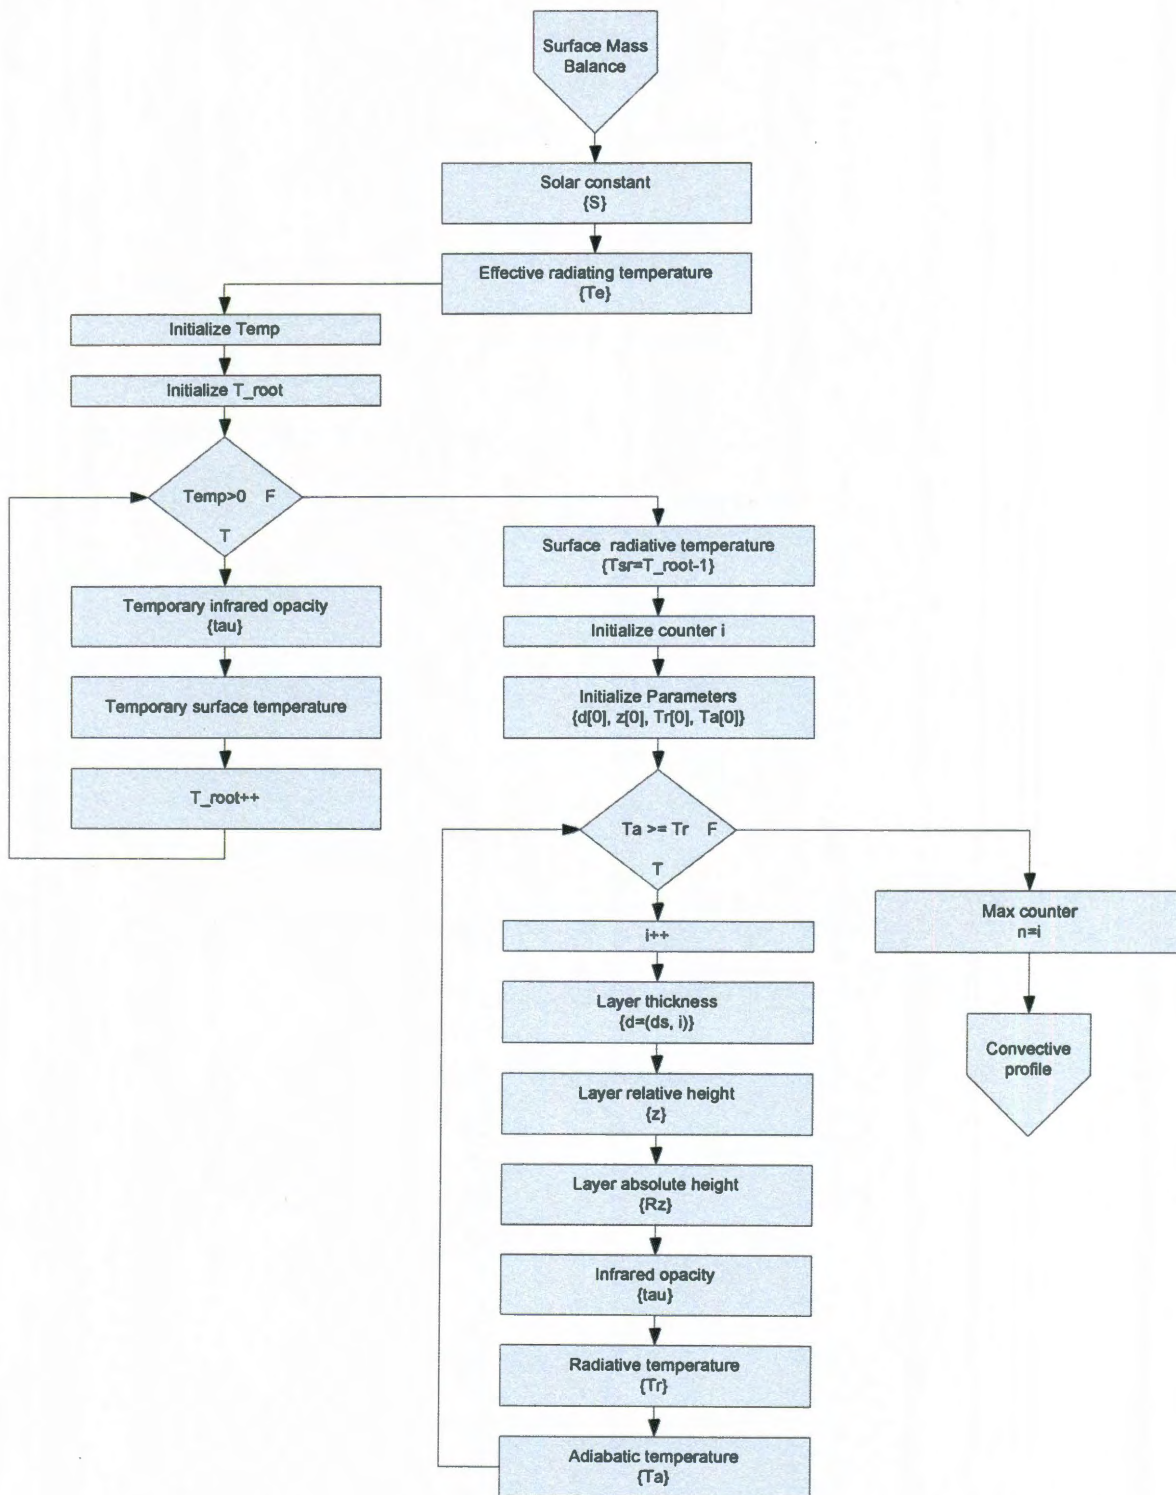 Surface Mass
Balance
Solar constant
{S}
Effective radiating temperature
{Te}
Initialize Temp
Initialize T_root
Temp>0 F
T
Temporary infrared opacity
{tau}
Temporary surface temperature
T_root++
Surface radiative temperature
{Tsr=T_root-1}
Initialize counter i
Initialize Parameters
{d[0], z[0], Tr[0], Ta[0]}
Ta >= Tr F
T
i++
Layer thickness
{d=(ds, i)}
Layer relative height
{z}
Layer absolute height
{Rz}
Infrared opacity
{tau}
Radiative temperature
{Tr}
Adiabatic temperature
{Ta}
Max counter
n=i
Convective
profile